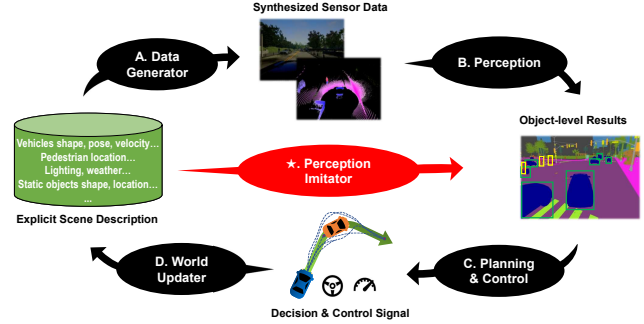 Synthesized Sensor Data
A. Data
Generator
B. Perception
Vehicles shape, pose, velocity…
Pedestrian location…
Lighting, weather…
Static objects shape, location…
...
Explicit Scene Description
★. Perception
Imitator
Object-level Results
D. World
Updater
C. Planning
& Control
Decision & Control Signal